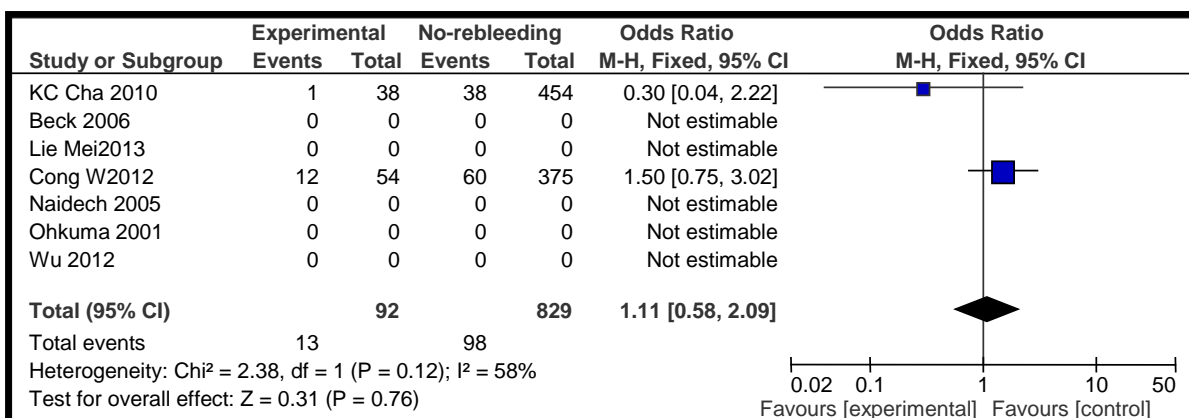 Experimental No-rebleeding Odds Ratio Odds Ratio
Study or Subgroup Events Total Events Total M-H, Fixed, 95% CI M-H, Fixed, 95% CI
KC Cha 2010 1 38 38 454 0.30 [0.04, 2.22]
Beck 2006 0 0 0 0 Not estimable
Lie Mei2013 0 0 0 0 Not estimable
Cong W2012 12 54 60 375 1.50 [0.75, 3.02]
Naidech 2005 0 0 0 0 Not estimable
Ohkuma 2001 0 0 0 0 Not estimable
Wu 2012 0 0 0 0 Not estimable
Total (95% CI) 92 829 1.11 [0.58, 2.09]
Total events 13 98
Heterogeneity: Chi² = 2.38, df = 1 (P = 0.12); I² = 58%
Test for overall effect: Z = 0.31 (P = 0.76)
0.02 0.1 1 10 50
Favours [experimental] Favours [control]